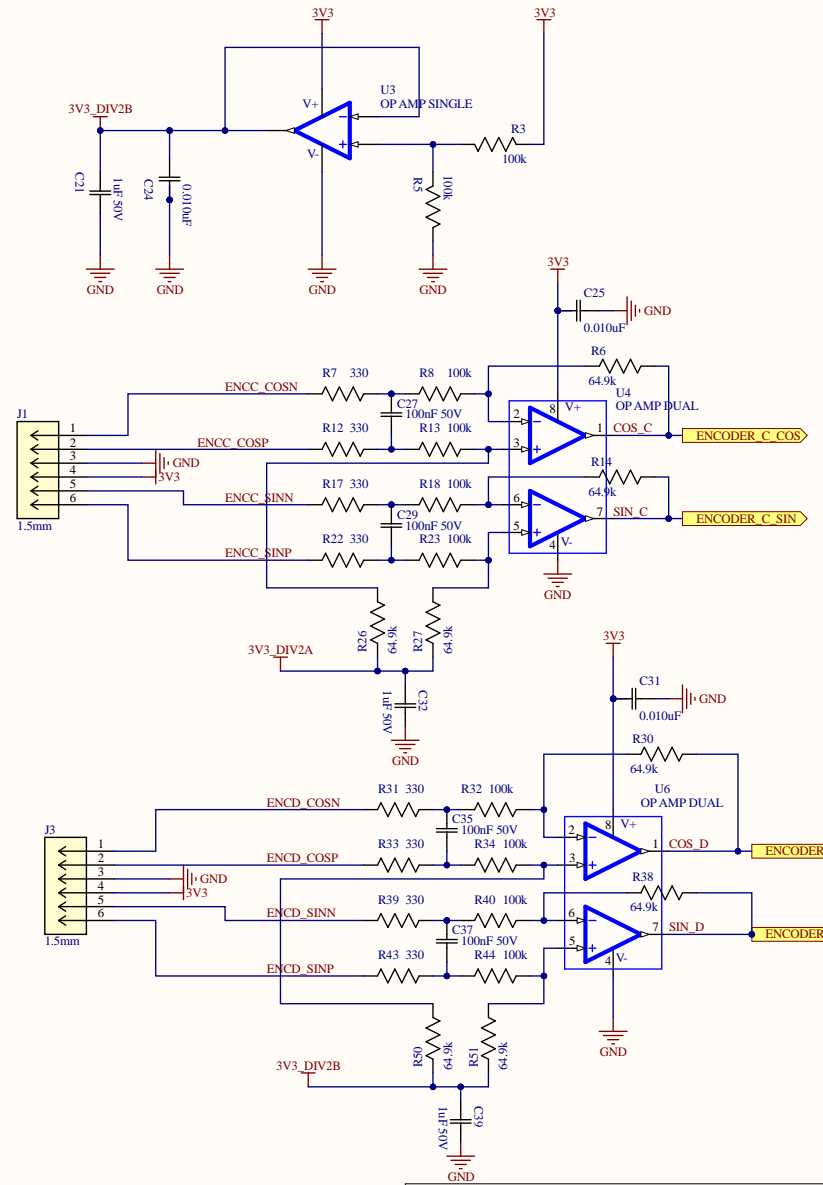 3V3
3V3
U3
OP AMP SINGLE
V+
V-
3V3_DIV2B
R3
100k
R5
100k
C21
1uF 50V
C24
0.010uF
GND
GND
GND
GND
3V3
C25
GND
0.010uF
R6
64.9k
U4
OP AMP DUAL
ENCC_COSN
R7 330
R8 100k
C27
100nF 50V
J1
1
2
3
4
5
6
1.5mm
ENCC_COSP
R12 330
R13 100k
GND
3V3
8
V+
2
3
1
COS_C
ENCODER_C_COS
R14
64.9k
ENCC_SINN
R17 330
R18 100k
C29
100nF 50V
6
5
7
SIN_C
ENCODER_C_SIN
4
V-
ENCC_SINP
R22 330
R23 100k
GND
R26
64.9k
R27
64.9k
3V3_DIV2A
C32
1uF 50V
GND
3V3
C31
GND
0.010uF
R30
64.9k
U6
OP AMP DUAL
ENCD_COSN
R31 330
R32 100k
C35
100nF 50V
J3
1
2
3
4
5
6
1.5mm
ENCD_COSP
R33 330
R34 100k
GND
3V3
8
V+
2
3
1
COS_D
ENCODER
R38
64.9k
ENCD_SINN
R39 330
R40 100k
C37
100nF 50V
6
5
7
SIN_D
ENCODER
4
V-
ENCD_SINP
R43 330
R44 100k
GND
R50
64.9k
R51
64.9k
3V3_DIV2B
C39
1uF 50V
GND